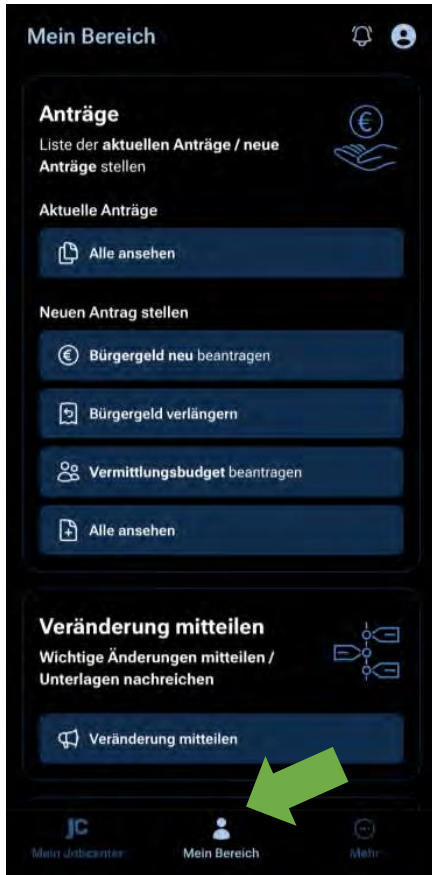 Mein Bereich
Anträge
Liste der aktuellen Anträge / neue
Anträge stellen
Aktuelle Anträge
Alle ansehen
Neuen Antrag stellen
Bürgergeld neu beantragen
Bürgergeld verlängern
Vermittlungsbudget beantragen
Alle ansehen
Veränderung mitteilen
Wichtige Änderungen mitteilen /
Unterlagen nachreichen
Veränderung mitteilen
JC
Mein Jobcenter
Mein Bereich
Mehr